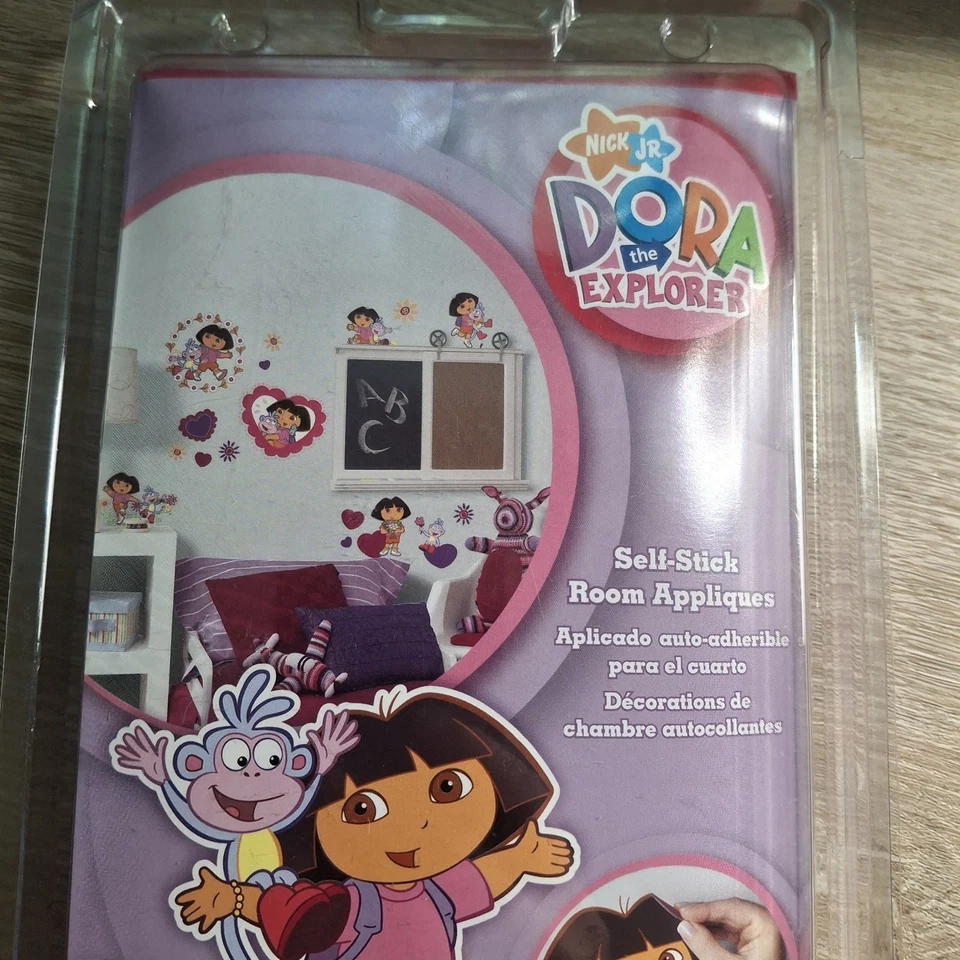 NICK JR
DORA
the
EXPLORER
AB
C
Self-Stick
Room Appliques
Aplicado auto-adherible
para el cuarto
Décorations de
chambre autocollantes